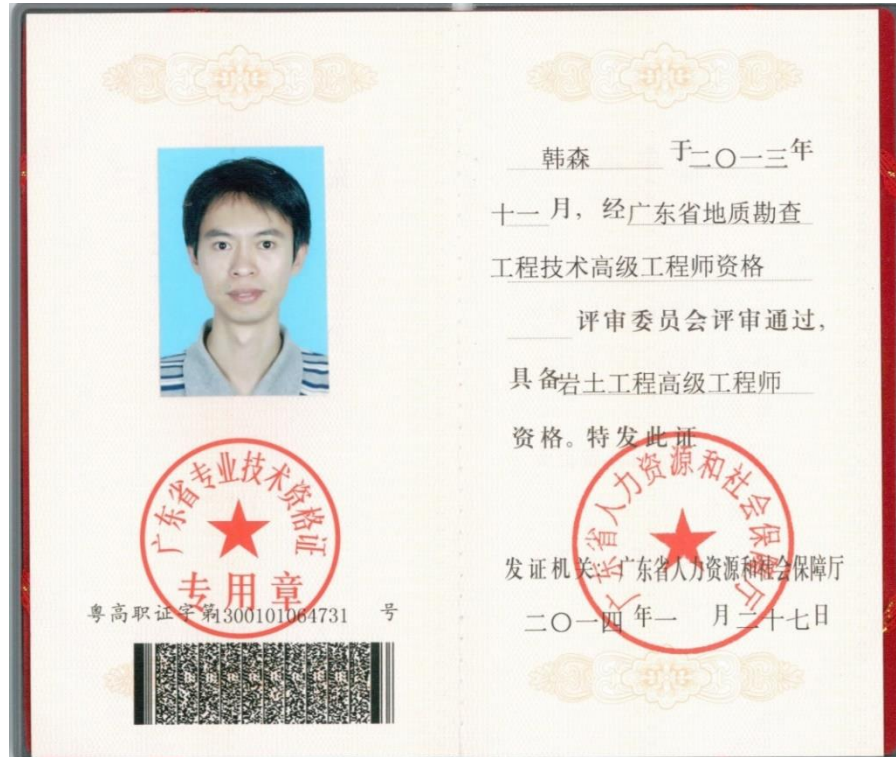 广东省专业技术资格证
专用章
粤高职证字第1300101064731 号
韩森 于二〇一三年
十一月，经广东省地质勘查
工程技术高级工程师资格
评审委员会评审通过，
具备岩土工程高级工程师
资格。特发此证
广东省人力资源和社会保障厅
发证机关：广东省人力资源和社会保障厅
二〇一四年一 月二十七日